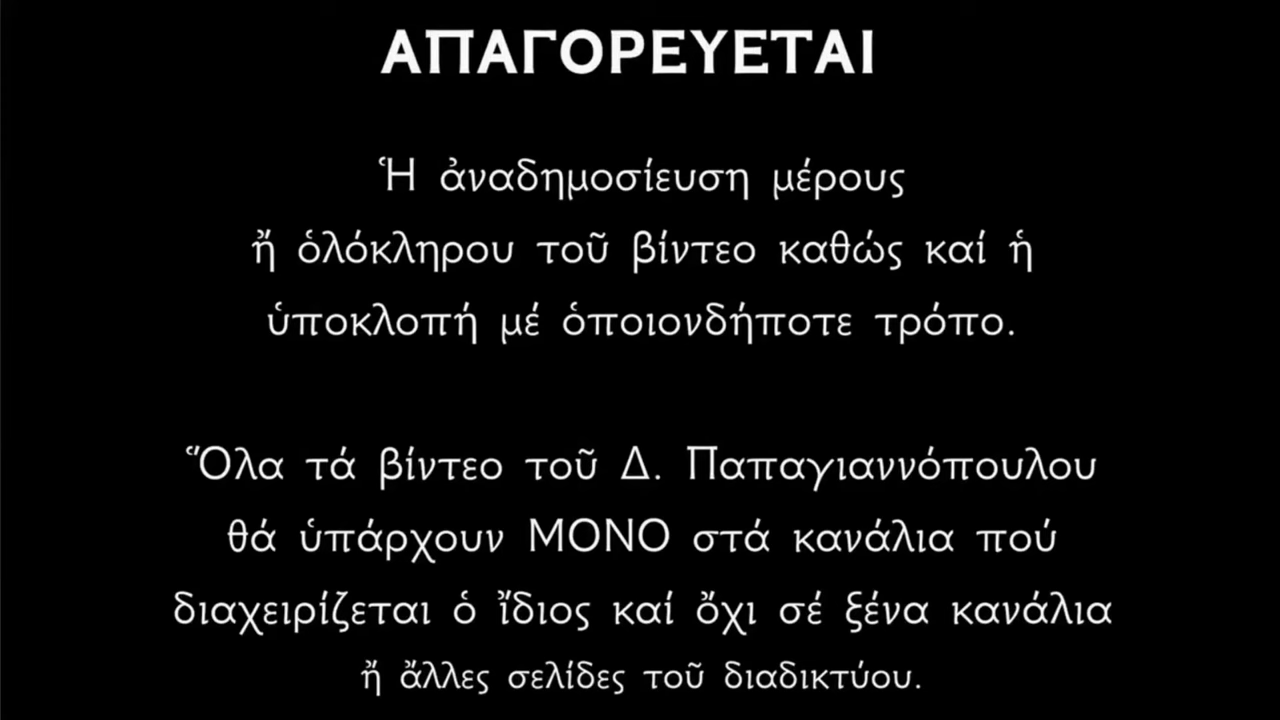 ΑΠΑΓΟΡΕΥΕΤΑΙ
Ἡ ἀναδημοσίευση μέρους
ἤ ὁλόκληρου τοῦ βίντεο καθώς καί ἡ
ὑποκλοπή μέ ὁποιονδήποτε τρόπο.
Ὅλα τά βίντεο τοῦ Δ. Παπαγιαννόπουλου
θά ὑπάρχουν ΜΟΝΟ στά κανάλια πού
διαχειρίζεται ὁ ἴδιος καί ὄχι σέ ξένα κανάλια
ἤ ἄλλες σελίδες τοῦ διαδικτύου.